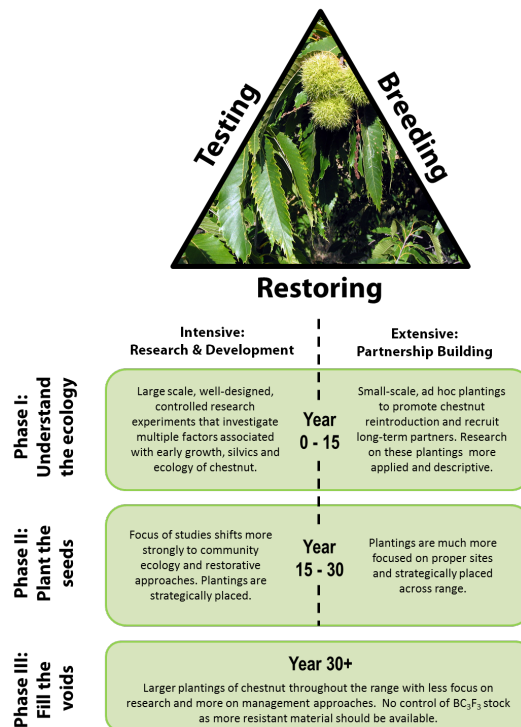 Testing
Breeding
Restoring
Intensive:
Research & Development
Extensive:
Partnership Building
Phase I:
Understand
the ecology
Large scale, well-designed,
controlled research
experiments that investigate
multiple factors associated
with early growth, silvics and
ecology of chestnut.
Year
0 - 15
Small-scale, ad hoc plantings
to promote chestnut
reintroduction and recruit
long-term partners. Research
on these plantings more
applied and descriptive.
Phase II:
Plant the
seeds
Focus of studies shifts more
strongly to community
ecology and restorative
approaches. Plantings are
strategically placed.
Year
15 - 30
Plantings are much more
focused on proper sites
and strategically placed
across range.
Phase III:
Fill the
voids
Year 30+
Larger plantings of chestnut throughout the range with less focus on
research and more on management approaches. No control of BC₃F₃ stock
as more resistant material should be available.